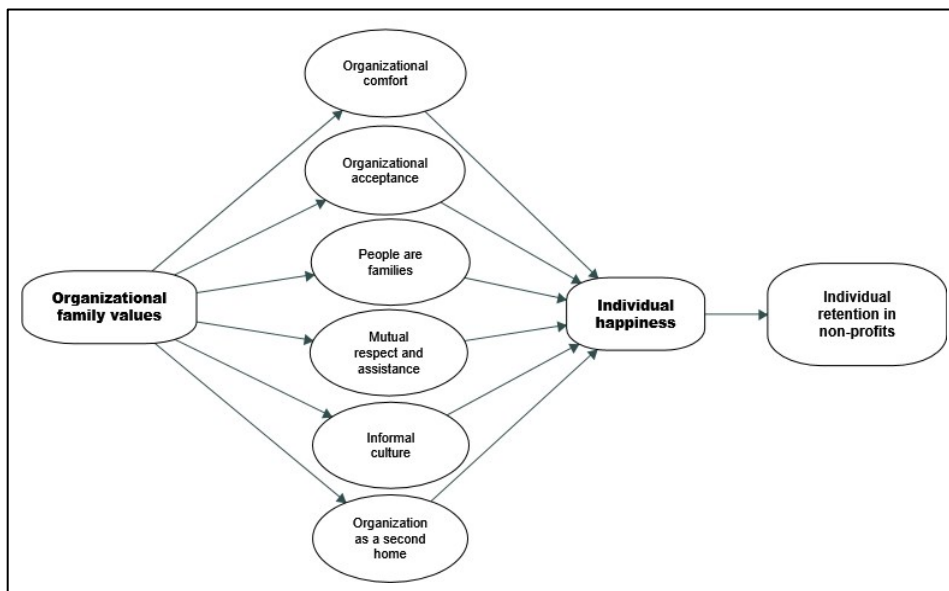 Organizational
comfort
Organizational
acceptance
People are
families
Organizational
family values
Mutual
respect and
assistance
Informal
culture
Organization
as a second
home
Individual
happiness
Individual
retention in
non-profits